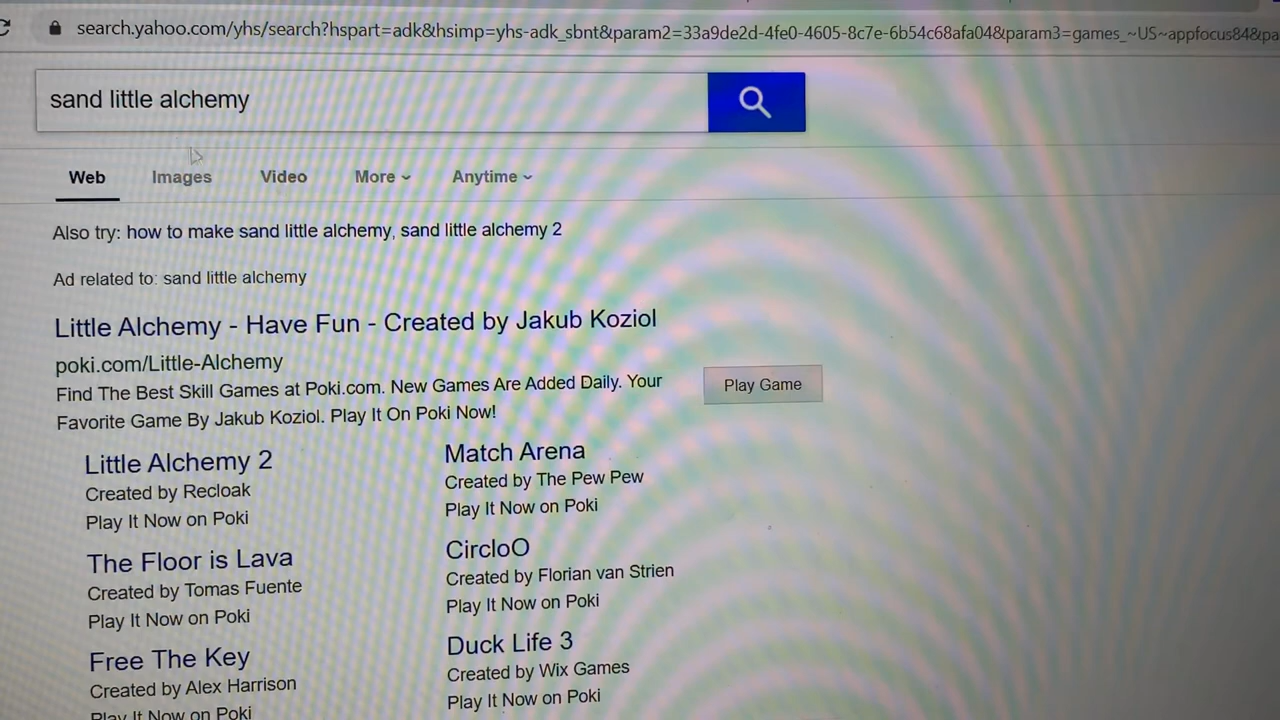 search.yahoo.com/yhs/search?hspart=adk&hsimp=yhs-adk_sbnt&param2=33a9de2d-4fe0-4605-8c7e-6b54c68afa04&param3=games_~US~appfocus84&pa
sand little alchemy
Web Images Video More Anytime
Also try: how to make sand little alchemy, sand little alchemy 2
Ad related to: sand little alchemy
Little Alchemy - Have Fun - Created by Jakub Koziol
poki.com/Little-Alchemy
Find The Best Skill Games at Poki.com. New Games Are Added Daily. Your
Favorite Game By Jakub Koziol. Play It On Poki Now!
Play Game
Little Alchemy 2
Created by Recloak
Play It Now on Poki
Match Arena
Created by The Pew Pew
Play It Now on Poki
The Floor is Lava
Created by Tomas Fuente
Play It Now on Poki
CircloO
Created by Florian van Strien
Play It Now on Poki
Free The Key
Created by Alex Harrison
Play It Now on Poki
Duck Life 3
Created by Wix Games
Play It Now on Poki